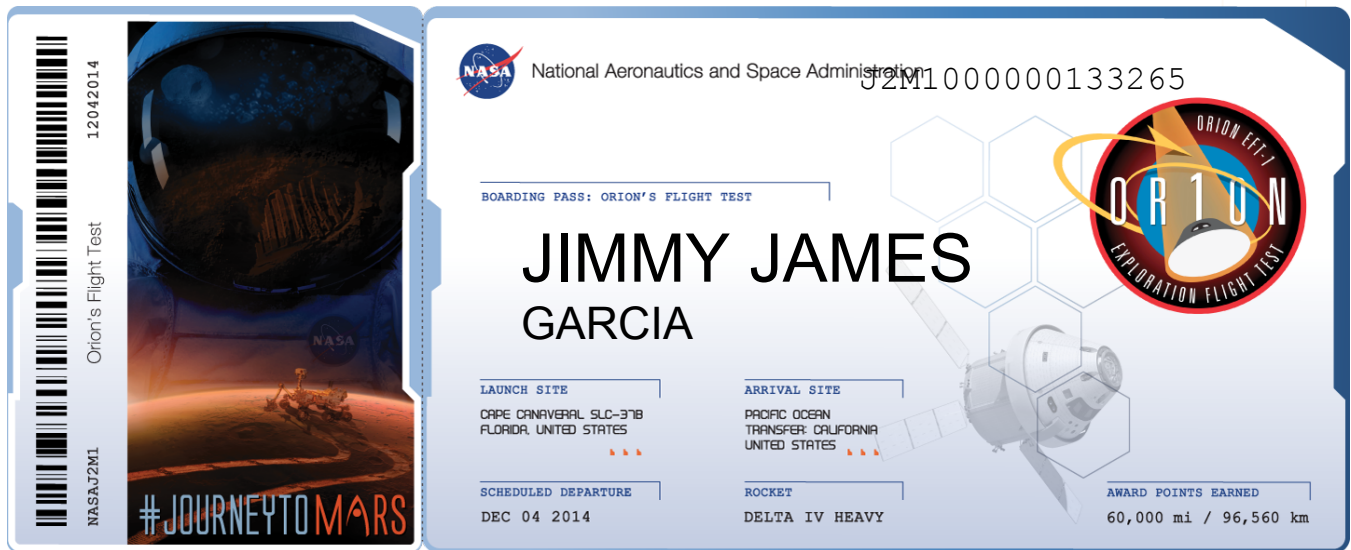 12042014
Orion's Flight Test
NASAJ2M1
NASA
#JOURNEYTOMARS
NASA
National Aeronautics and Space Administration
J2M1000000133265
ORION EFT-1
OR1ON
EXPLORATION FLIGHT TEST
BOARDING PASS: ORION'S FLIGHT TEST
JIMMY JAMES
GARCIA
LAUNCH SITE
CAPE CANAVERAL SLC-37B
FLORIDA, UNITED STATES
ARRIVAL SITE
PACIFIC OCEAN
TRANSFER: CALIFORNIA
UNITED STATES
SCHEDULED DEPARTURE
DEC 04 2014
ROCKET
DELTA IV HEAVY
AWARD POINTS EARNED
60,000 mi / 96,560 km